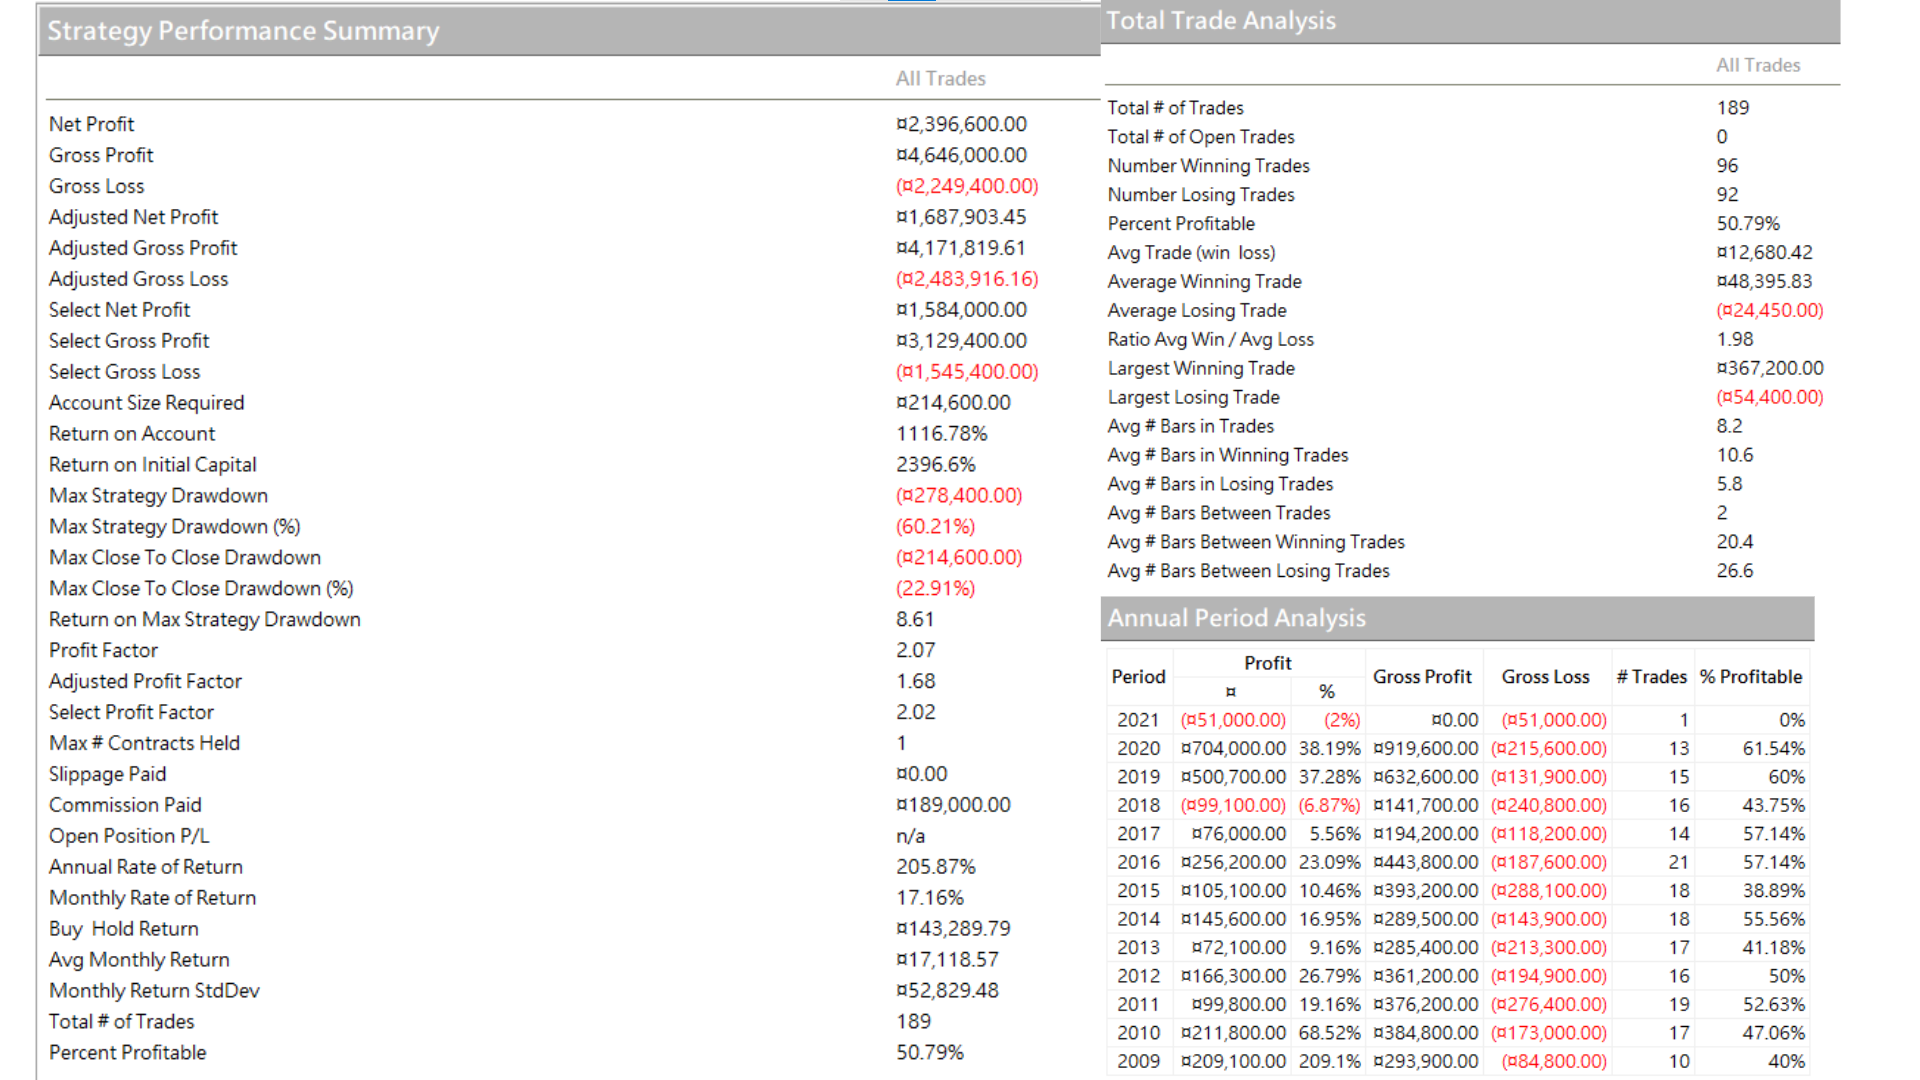 Strategy Performance Summary
All Trades
Net Profit ¤2,396,600.00
Gross Profit ¤4,646,000.00
Gross Loss (¤2,249,400.00)
Adjusted Net Profit ¤1,687,903.45
Adjusted Gross Profit ¤4,171,819.61
Adjusted Gross Loss (¤2,483,916.16)
Select Net Profit ¤1,584,000.00
Select Gross Profit ¤3,129,400.00
Select Gross Loss (¤1,545,400.00)
Account Size Required ¤214,600.00
Return on Account 1116.78%
Return on Initial Capital 2396.6%
Max Strategy Drawdown (¤278,400.00)
Max Strategy Drawdown (%) (60.21%)
Max Close To Close Drawdown (¤214,600.00)
Max Close To Close Drawdown (%) (22.91%)
Return on Max Strategy Drawdown 8.61
Profit Factor 2.07
Adjusted Profit Factor 1.68
Select Profit Factor 2.02
Max # Contracts Held 1
Slippage Paid ¤0.00
Commission Paid ¤189,000.00
Open Position P/L n/a
Annual Rate of Return 205.87%
Monthly Rate of Return 17.16%
Buy Hold Return ¤143,289.79
Avg Monthly Return ¤17,118.57
Monthly Return StdDev ¤52,829.48
Total # of Trades 189
Percent Profitable 50.79%
Total Trade Analysis
All Trades
Total # of Trades 189
Total # of Open Trades 0
Number Winning Trades 96
Number Losing Trades 92
Percent Profitable 50.79%
Avg Trade (win loss) ¤12,680.42
Average Winning Trade ¤48,395.83
Average Losing Trade (¤24,450.00)
Ratio Avg Win / Avg Loss 1.98
Largest Winning Trade ¤367,200.00
Largest Losing Trade (¤54,400.00)
Avg # Bars in Trades 8.2
Avg # Bars in Winning Trades 10.6
Avg # Bars in Losing Trades 5.8
Avg # Bars Between Trades 2
Avg # Bars Between Winning Trades 20.4
Avg # Bars Between Losing Trades 26.6
Annual Period Analysis
Period Profit Gross Profit Gross Loss # Trades % Profitable
¤ %
2021 (¤51,000.00) (2%) ¤0.00 (¤51,000.00) 1 0%
2020 ¤704,000.00 38.19% ¤919,600.00 (¤215,600.00) 13 61.54%
2019 ¤500,700.00 37.28% ¤632,600.00 (¤131,900.00) 15 60%
2018 (¤99,100.00) (6.87%) ¤141,700.00 (¤240,800.00) 16 43.75%
2017 ¤76,000.00 5.56% ¤194,200.00 (¤118,200.00) 14 57.14%
2016 ¤256,200.00 23.09% ¤443,800.00 (¤187,600.00) 21 57.14%
2015 ¤105,100.00 10.46% ¤393,200.00 (¤288,100.00) 18 38.89%
2014 ¤145,600.00 16.95% ¤289,500.00 (¤143,900.00) 18 55.56%
2013 ¤72,100.00 9.16% ¤285,400.00 (¤213,300.00) 17 41.18%
2012 ¤166,300.00 26.79% ¤361,200.00 (¤194,900.00) 16 50%
2011 ¤99,800.00 19.16% ¤376,200.00 (¤276,400.00) 19 52.63%
2010 ¤211,800.00 68.52% ¤384,800.00 (¤173,000.00) 17 47.06%
2009 ¤209,100.00 209.1% ¤293,900.00 (¤84,800.00) 10 40%